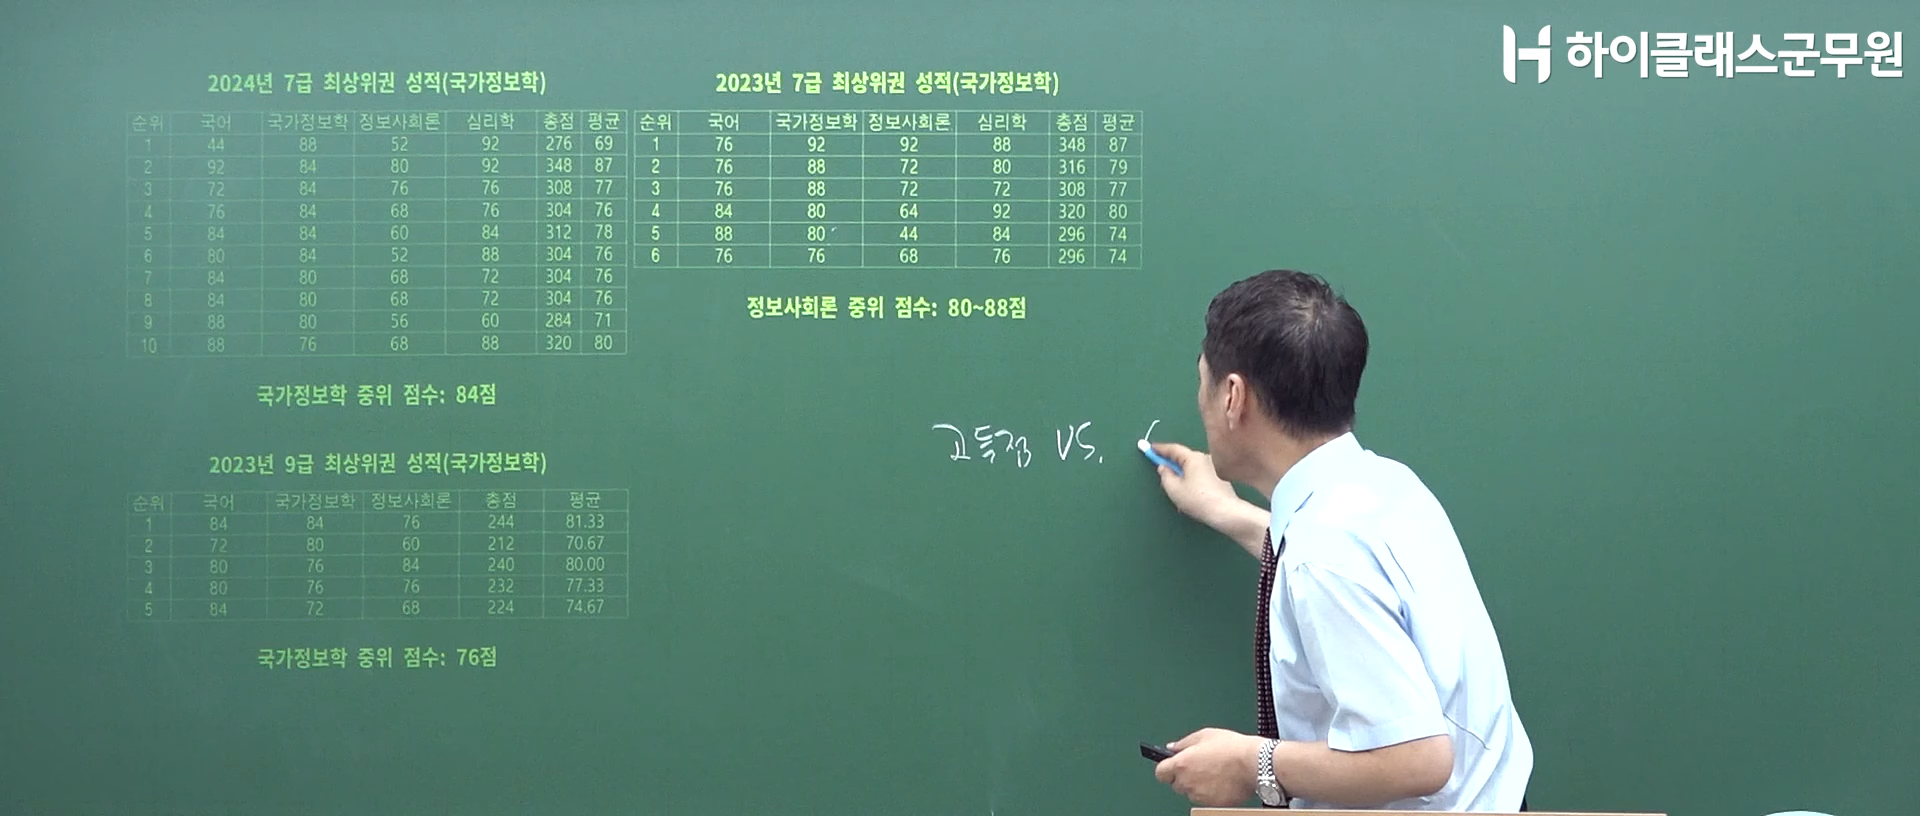 하이클래스군무원
2024년 7급 최상위권 성적(국가정보학)
순위 국어 국가정보학 정보사회론 심리학 총점 평균
1 44 88 52 92 276 69
2 92 84 80 92 348 87
3 72 84 76 76 308 77
4 76 84 68 76 304 76
5 84 84 60 84 312 78
6 80 84 52 88 304 76
7 84 80 68 72 304 76
8 84 80 68 72 304 76
9 88 80 56 60 284 71
10 88 76 68 88 320 80
국가정보학 중위 점수: 84점
2023년 7급 최상위권 성적(국가정보학)
순위 국어 국가정보학 정보사회론 심리학 총점 평균
1 76 92 92 88 348 87
2 76 88 72 80 316 79
3 76 88 72 72 308 77
4 84 80 64 92 320 80
5 88 80 44 84 296 74
6 76 76 68 76 296 74
정보사회론 중위 점수: 80~88점
고득점 VS.
2023년 9급 최상위권 성적(국가정보학)
순위 국어 국가정보학 정보사회론 총점 평균
1 84 84 76 244 81.33
2 72 80 60 212 70.67
3 80 76 84 240 80.00
4 80 76 76 232 77.33
5 84 72 68 224 74.67
국가정보학 중위 점수: 76점